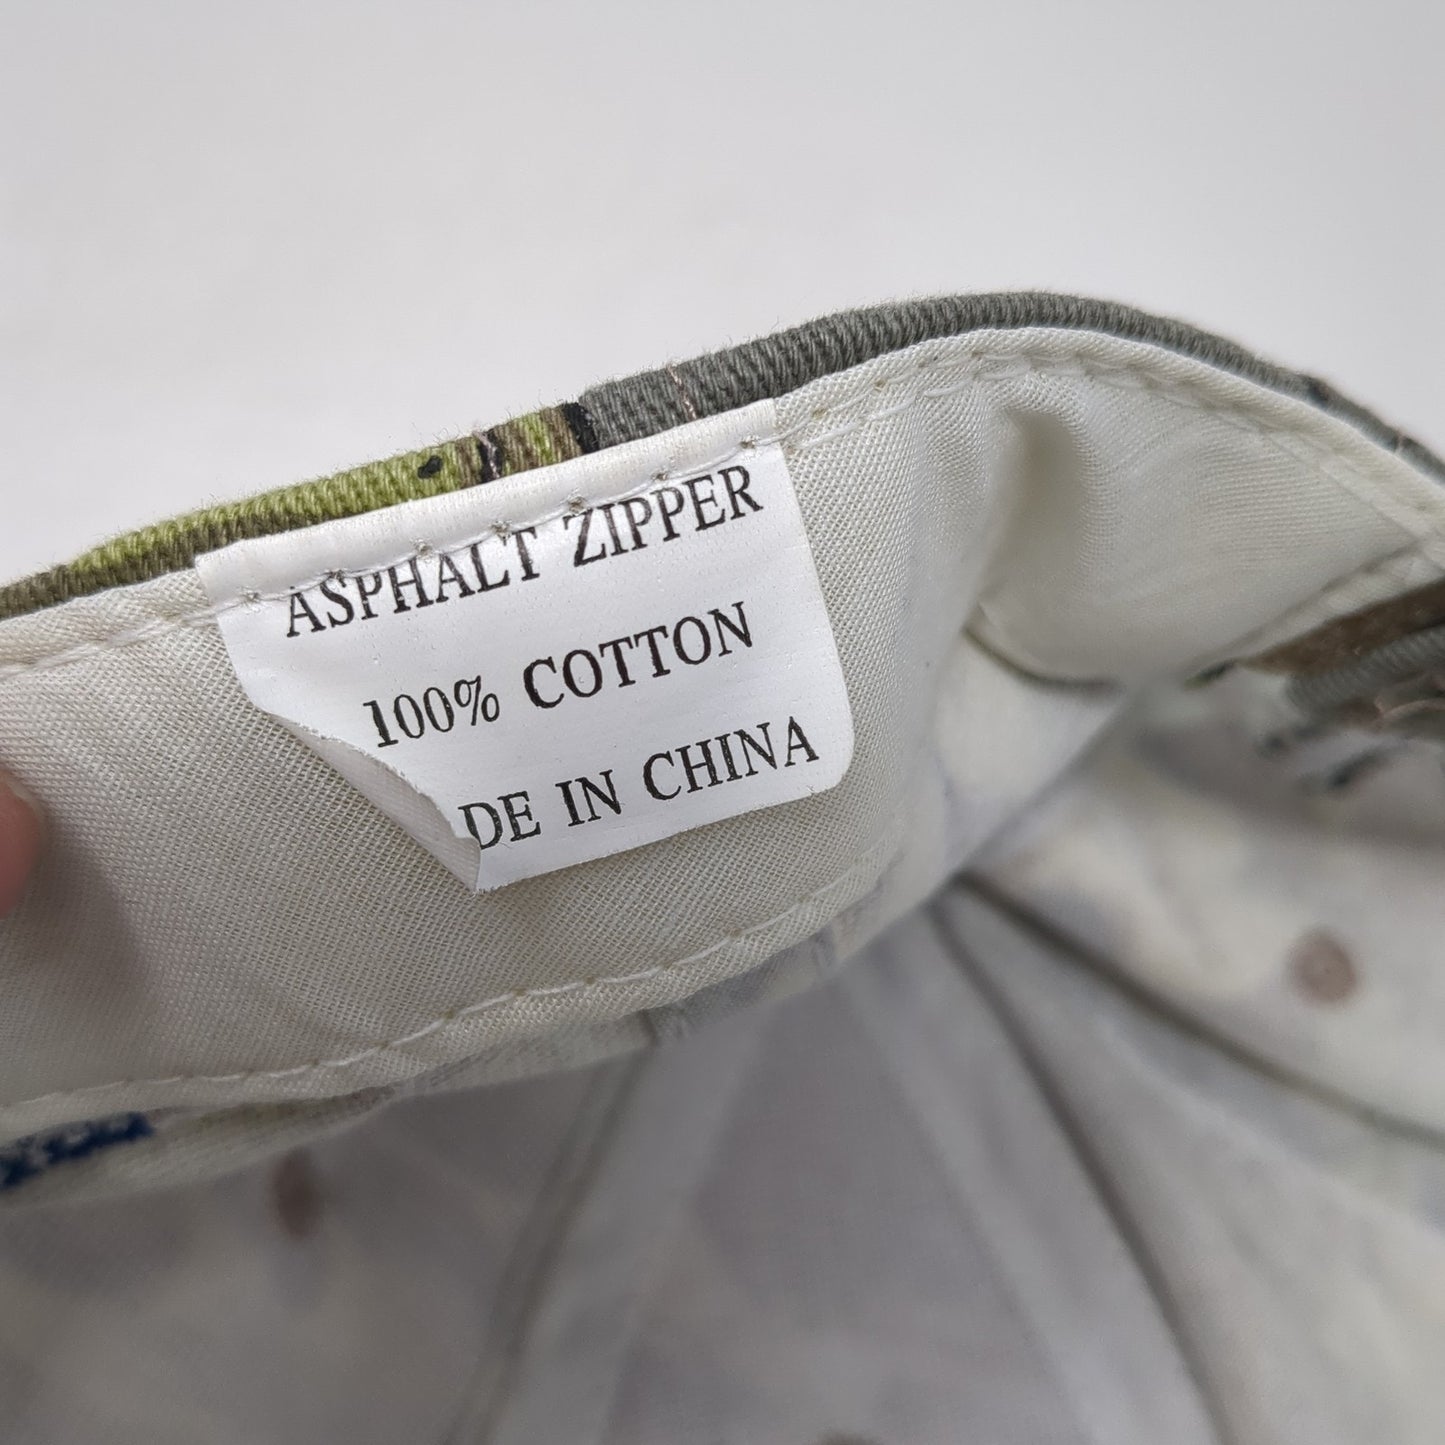 ASPHALT ZIPPER
100% COTTON
DE IN CHINA